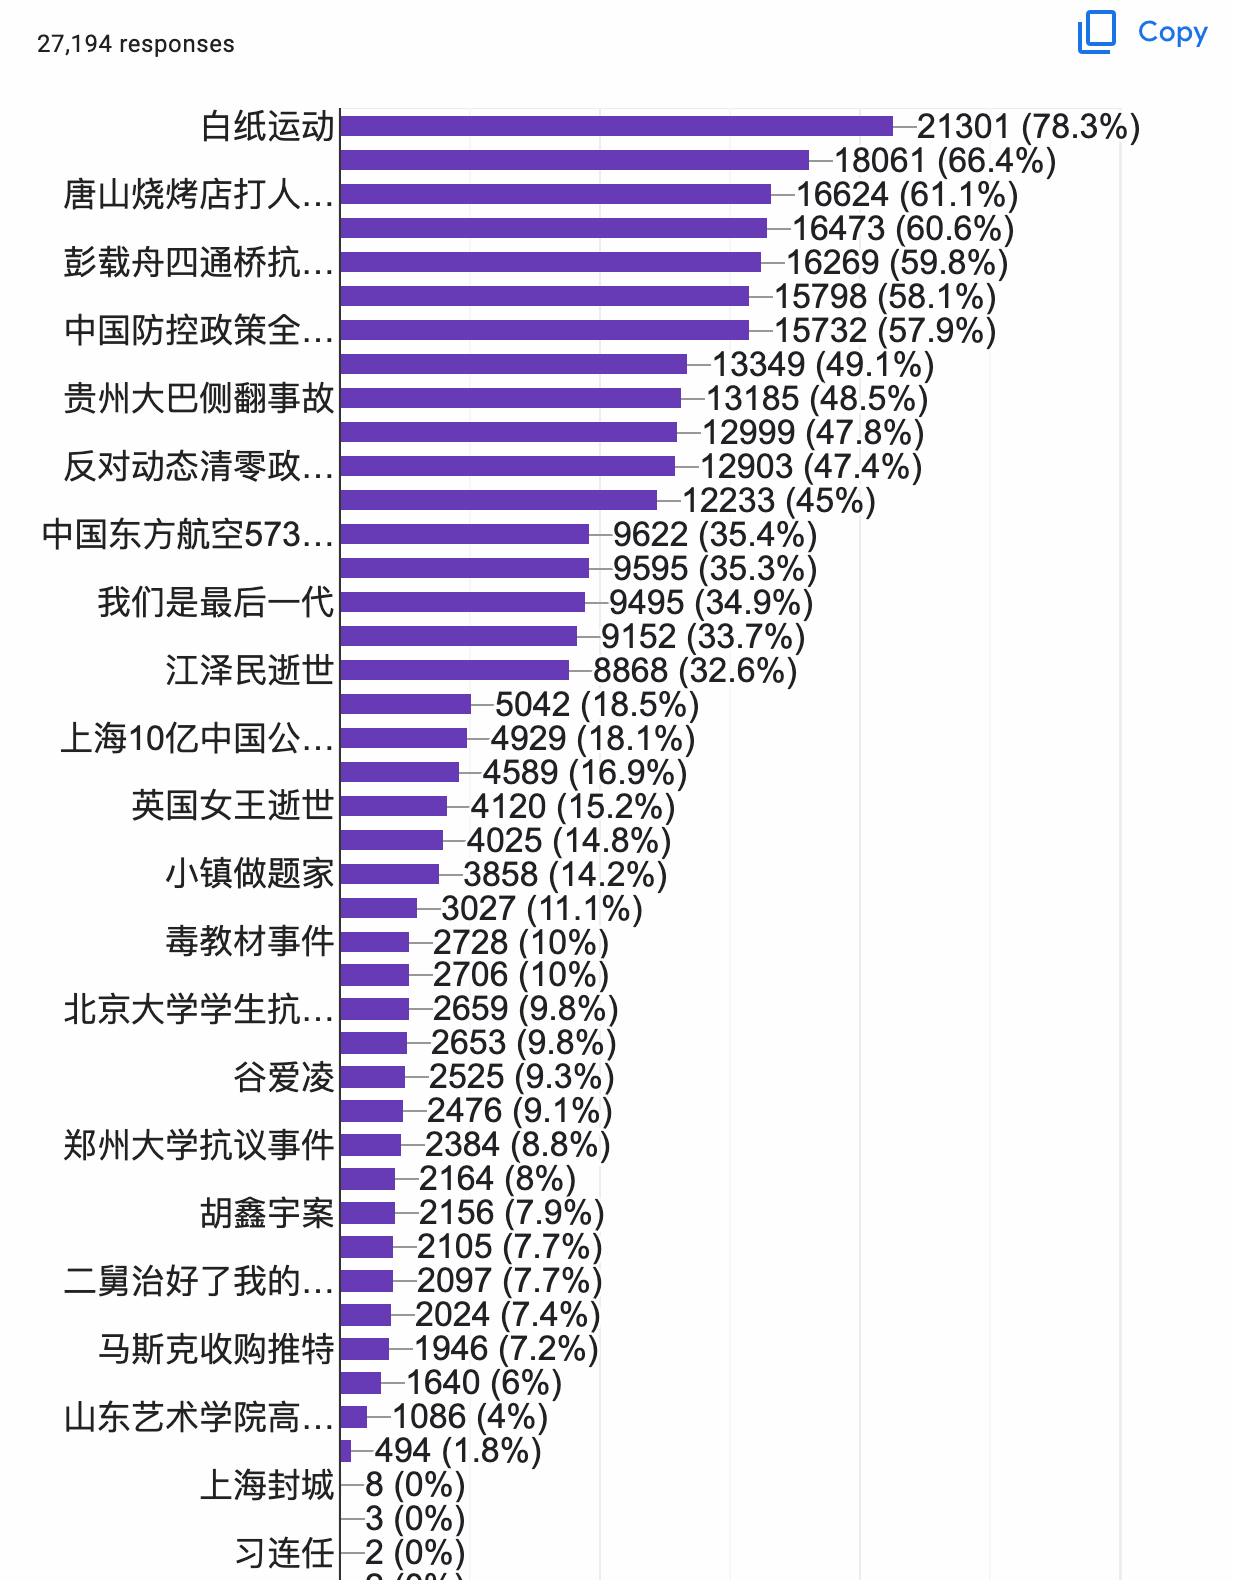 27,194 responses
Copy
白纸运动 21301 (78.3%)
18061 (66.4%)
唐山烧烤店打人… 16624 (61.1%)
16473 (60.6%)
彭载舟四通桥抗… 16269 (59.8%)
15798 (58.1%)
中国防控政策全… 15732 (57.9%)
13349 (49.1%)
贵州大巴侧翻事故 13185 (48.5%)
12999 (47.8%)
反对动态清零政… 12903 (47.4%)
12233 (45%)
中国东方航空573… 9622 (35.4%)
9595 (35.3%)
我们是最后一代 9495 (34.9%)
9152 (33.7%)
江泽民逝世 8868 (32.6%)
5042 (18.5%)
上海10亿中国公… 4929 (18.1%)
4589 (16.9%)
英国女王逝世 4120 (15.2%)
4025 (14.8%)
小镇做题家 3858 (14.2%)
3027 (11.1%)
毒教材事件 2728 (10%)
2706 (10%)
北京大学学生抗… 2659 (9.8%)
2653 (9.8%)
谷爱凌 2525 (9.3%)
2476 (9.1%)
郑州大学抗议事件 2384 (8.8%)
2164 (8%)
胡鑫宇案 2156 (7.9%)
2105 (7.7%)
二舅治好了我的… 2097 (7.7%)
2024 (7.4%)
马斯克收购推特 1946 (7.2%)
1640 (6%)
山东艺术学院高… 1086 (4%)
494 (1.8%)
上海封城 8 (0%)
3 (0%)
习连任 2 (0%)